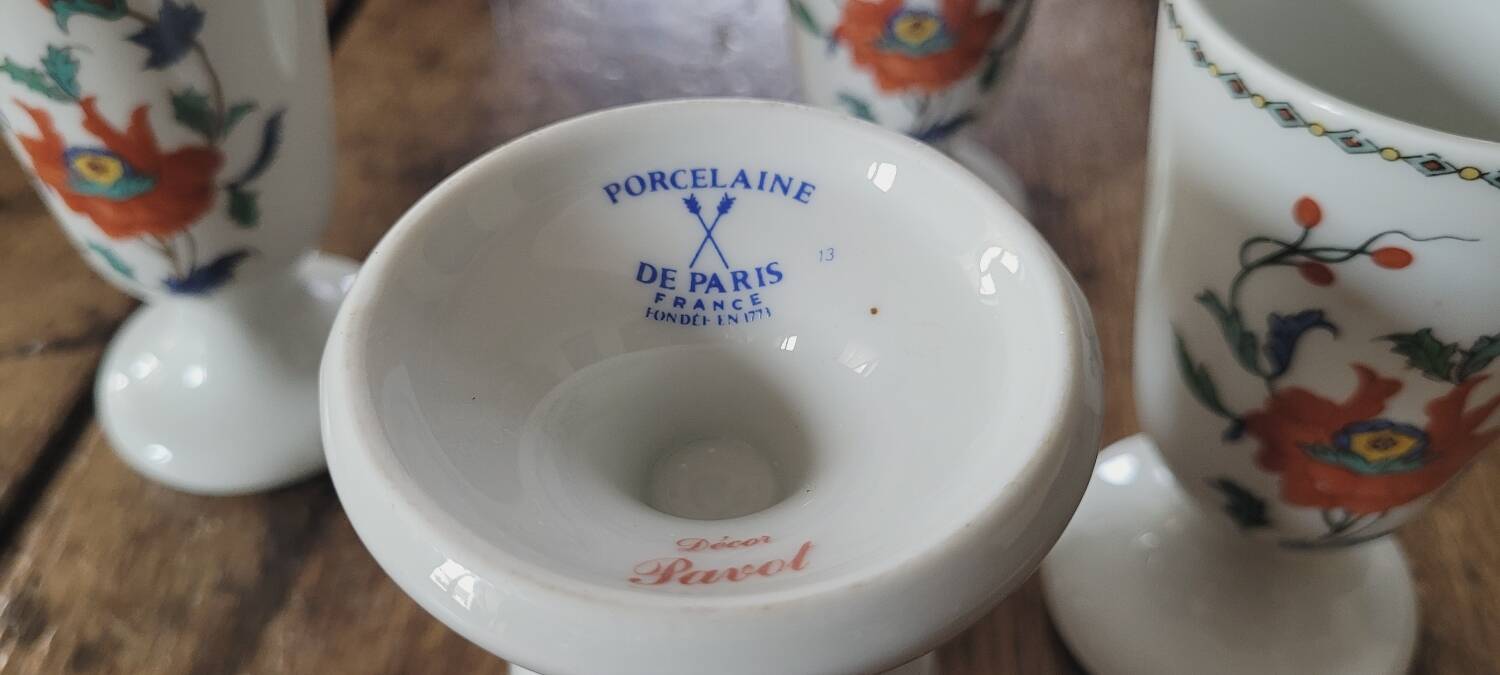 PORCELAINE
13
DE PARIS
FRANCE
FONDÉE EN 1773
Décor
Pavot